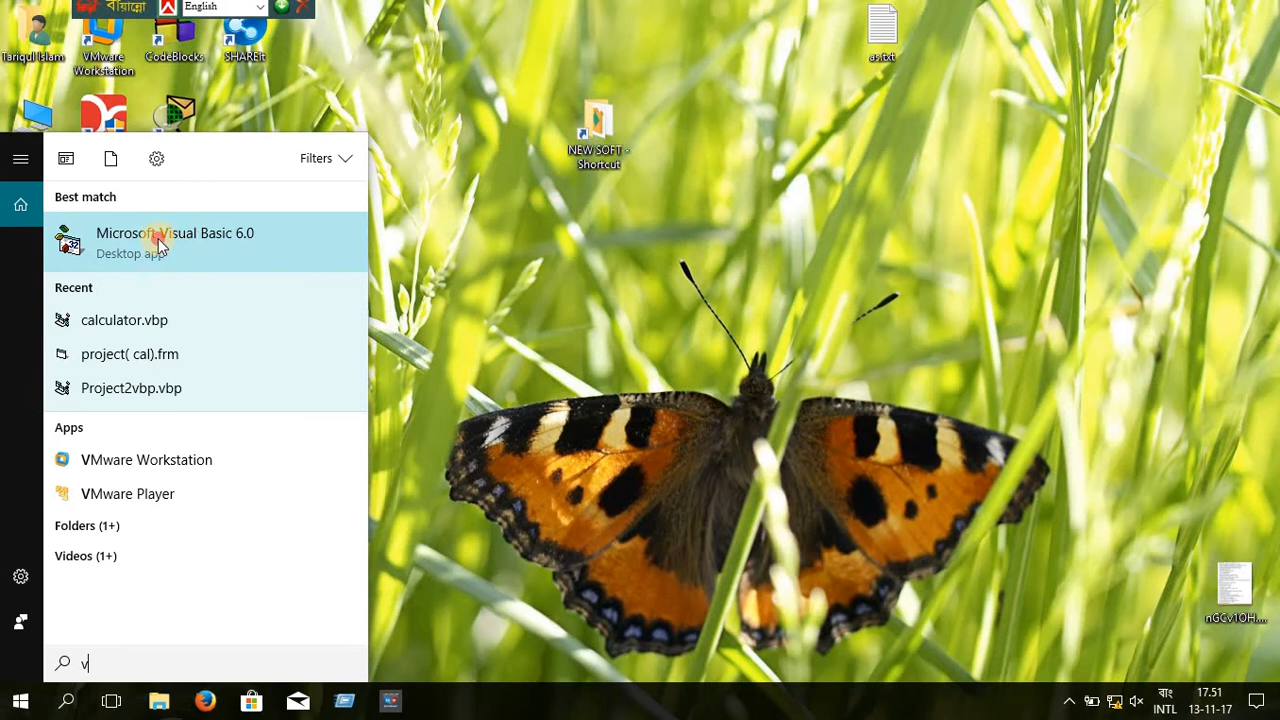 বায়ান্নো
English
Tariqul Islam
VMware
Workstation
CodeBlocks
SHAREit
as.txt
NEW SOFT -
Shortcut
Filters
Best match
Microsoft Visual Basic 6.0
Desktop app
Recent
calculator.vbp
project( cal).frm
Project2vbp.vbp
Apps
VMware Workstation
VMware Player
Folders (1+)
Videos (1+)
nGCv1OH....
v
বাং
INTL
17.51
13-11-17